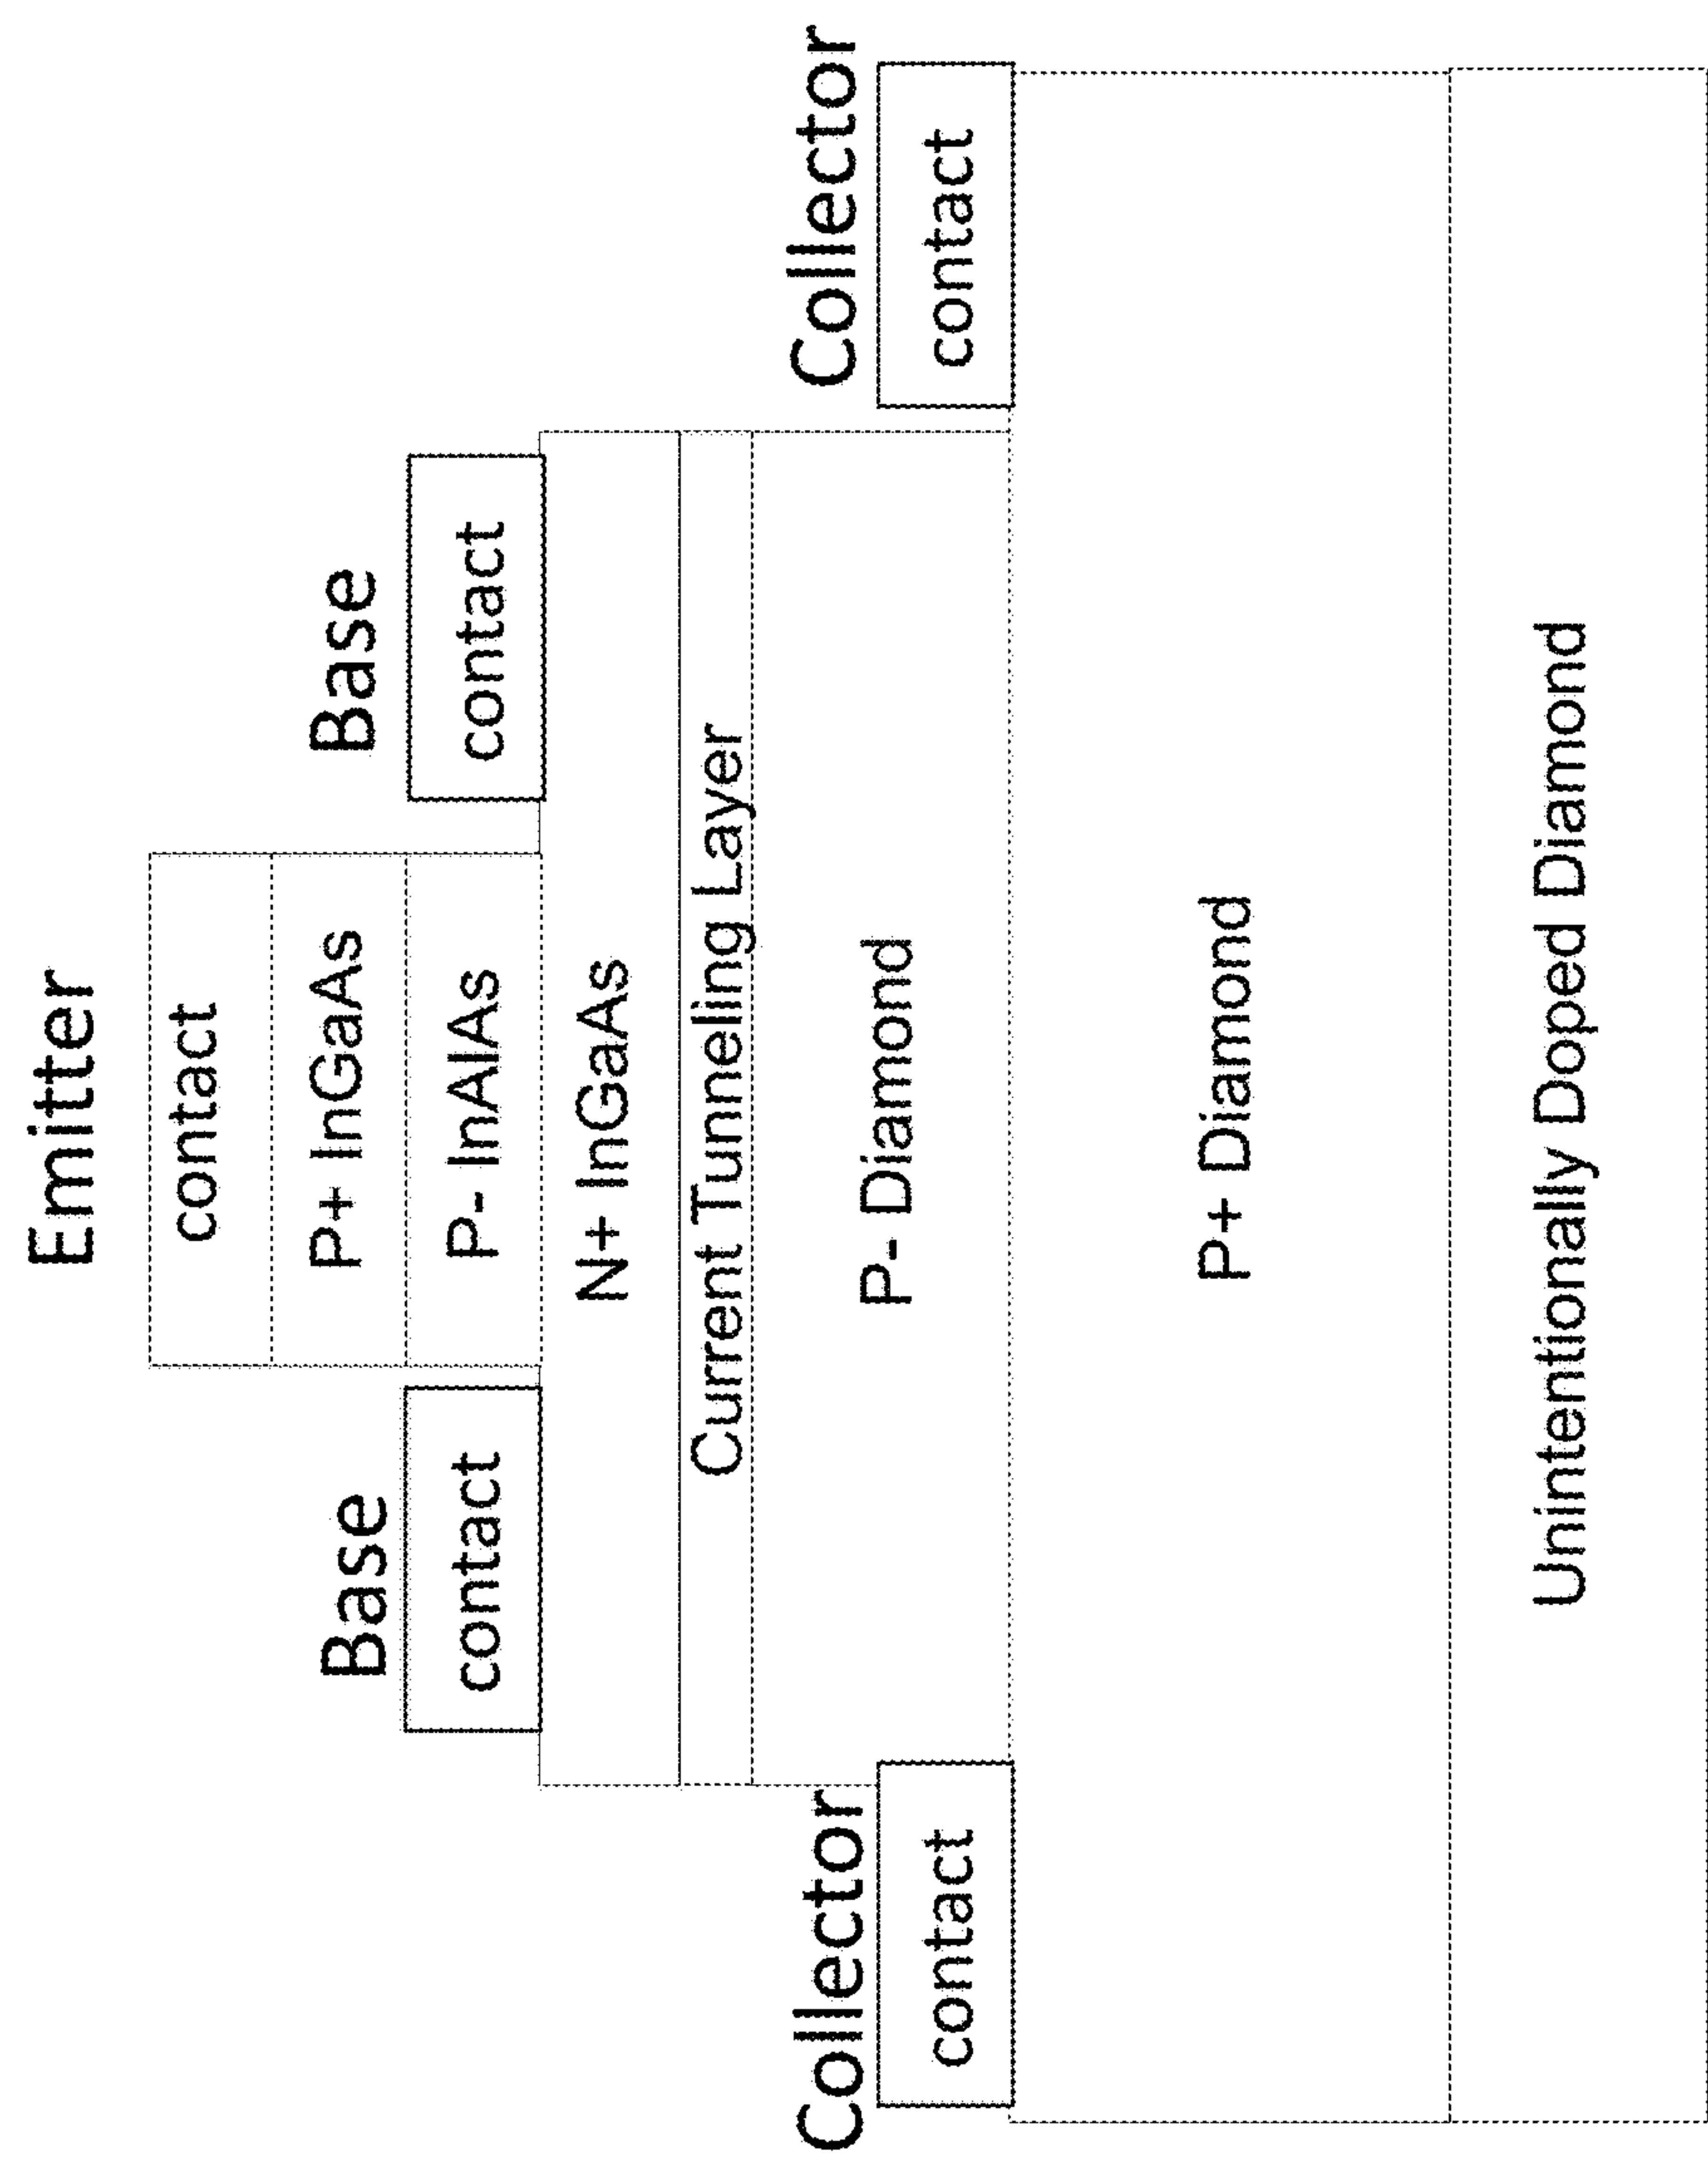 Emitter
contact
P+ InGaAs
Base
Base
P- InAlAs
contact
contact
N+ InGaAs
Current Tunneling Layer
Collector
Collector
P- Diamond
contact
contact
P+ Diamond
Unintentionally Doped Diamond